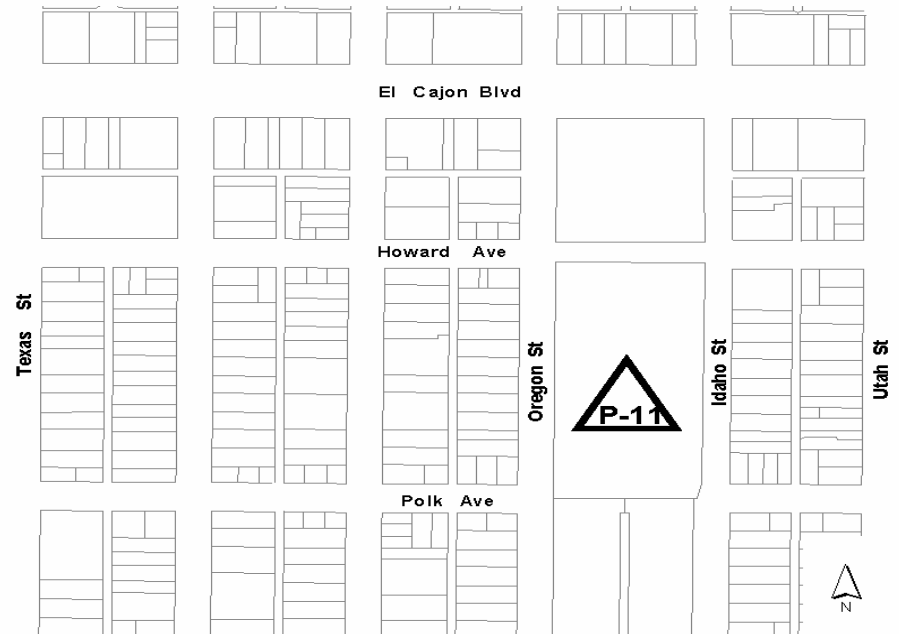 El Cajon Blvd
Howard Ave
Texas St
Oregon St
Idaho St
Utah St
P-11
Polk Ave
N